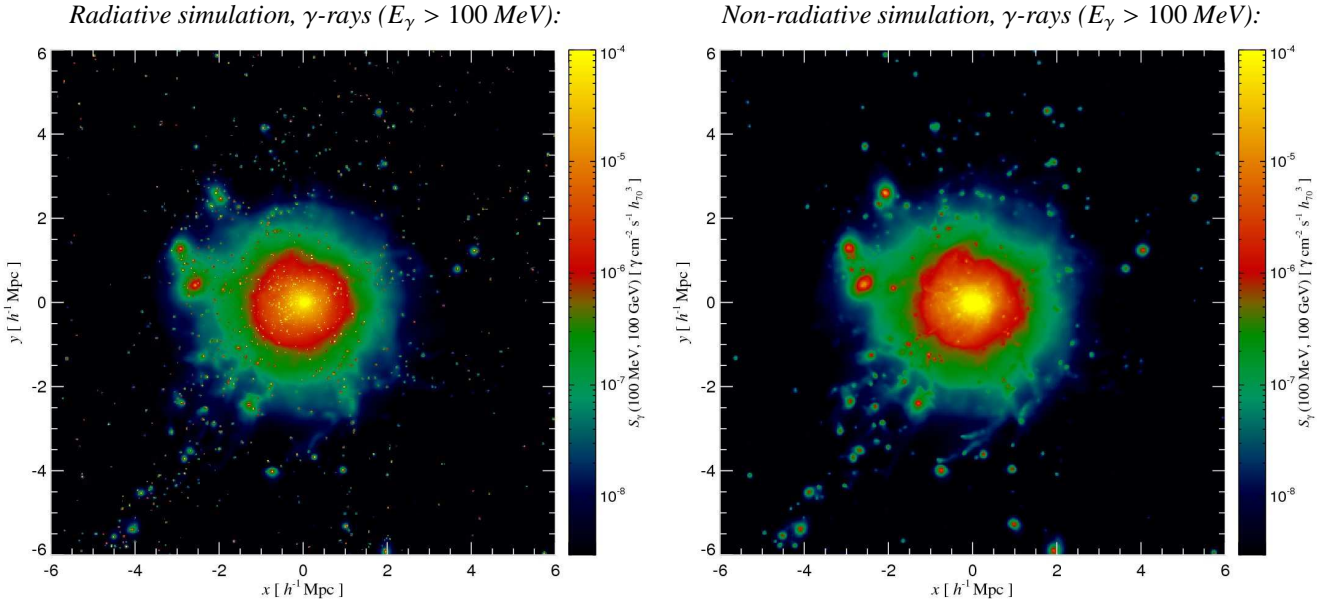 Radiative simulation, γ-rays (Eγ > 100 MeV):
Non-radiative simulation, γ-rays (Eγ > 100 MeV):
6
4
2
0
-2
-4
-6
y [ h⁻¹ Mpc ]
-6 -4 -2 0 2 4 6
x [ h⁻¹ Mpc ]
10⁻⁴
10⁻⁵
10⁻⁶
10⁻⁷
10⁻⁸
Sγ (100 MeV, 100 GeV) [ γ cm⁻² s⁻¹ h₇₀³ ]
6
4
2
0
-2
-4
-6
y [ h⁻¹ Mpc ]
-6 -4 -2 0 2 4 6
x [ h⁻¹ Mpc ]
10⁻⁴
10⁻⁵
10⁻⁶
10⁻⁷
10⁻⁸
Sγ (100 MeV, 100 GeV) [ γ cm⁻² s⁻¹ h₇₀³ ]